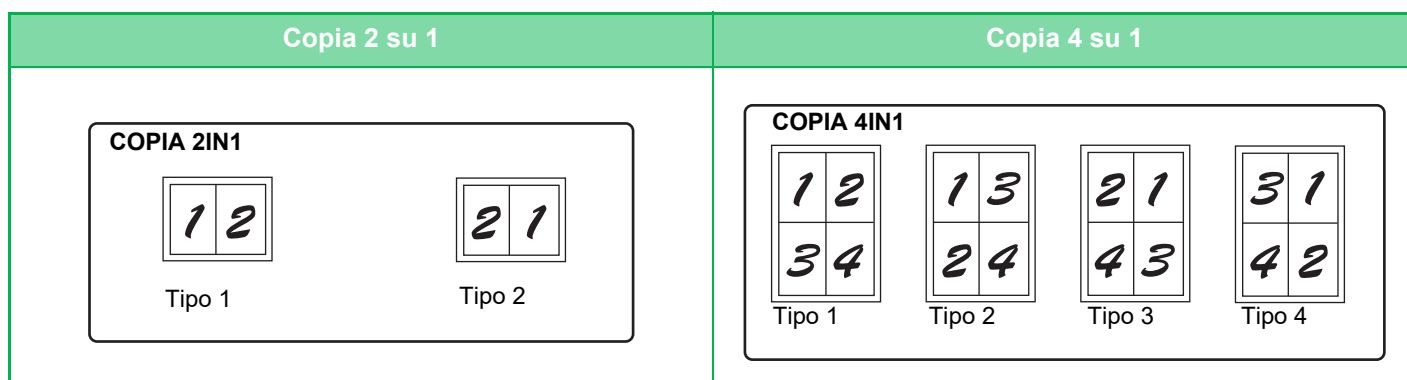 Copia 2 su 1
Copia 4 su 1
COPIA 2IN1
1 2
2 1
Tipo 1
Tipo 2
COPIA 4IN1
1 2
3 4
1 3
2 4
2 1
4 3
3 1
4 2
Tipo 1
Tipo 2
Tipo 3
Tipo 4